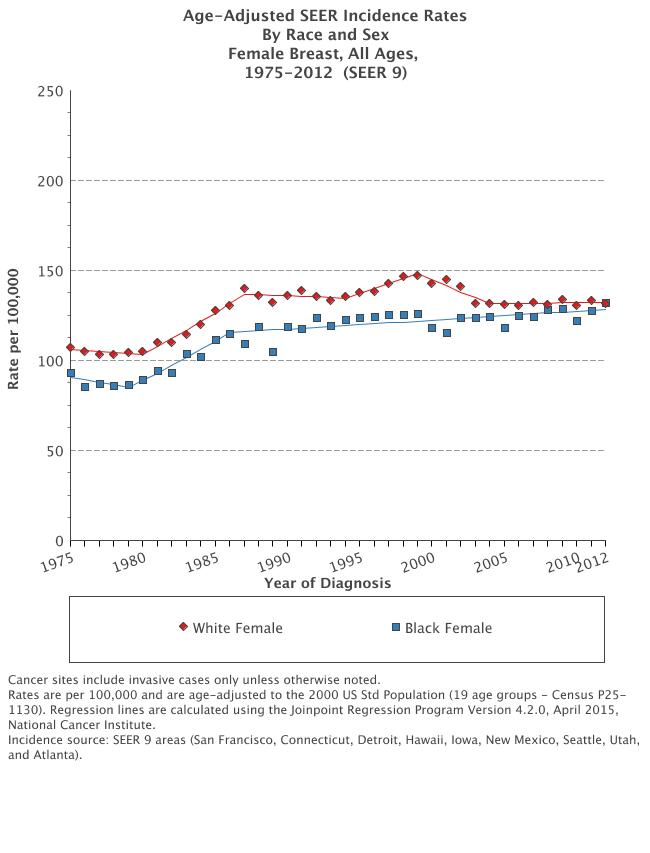 Age-Adjusted SEER Incidence Rates
By Race and Sex
Female Breast, All Ages,
1975-2012 (SEER 9)
Rate per 100,000
250
200
150
100
50
0
1975 1980 1985 1990 1995 2000 2005 2010 2012
Year of Diagnosis
White Female Black Female
Cancer sites include invasive cases only unless otherwise noted.
Rates are per 100,000 and are age-adjusted to the 2000 US Std Population (19 age groups - Census P25-
1130). Regression lines are calculated using the Joinpoint Regression Program Version 4.2.0, April 2015,
National Cancer Institute.
Incidence source: SEER 9 areas (San Francisco, Connecticut, Detroit, Hawaii, Iowa, New Mexico, Seattle, Utah,
and Atlanta).